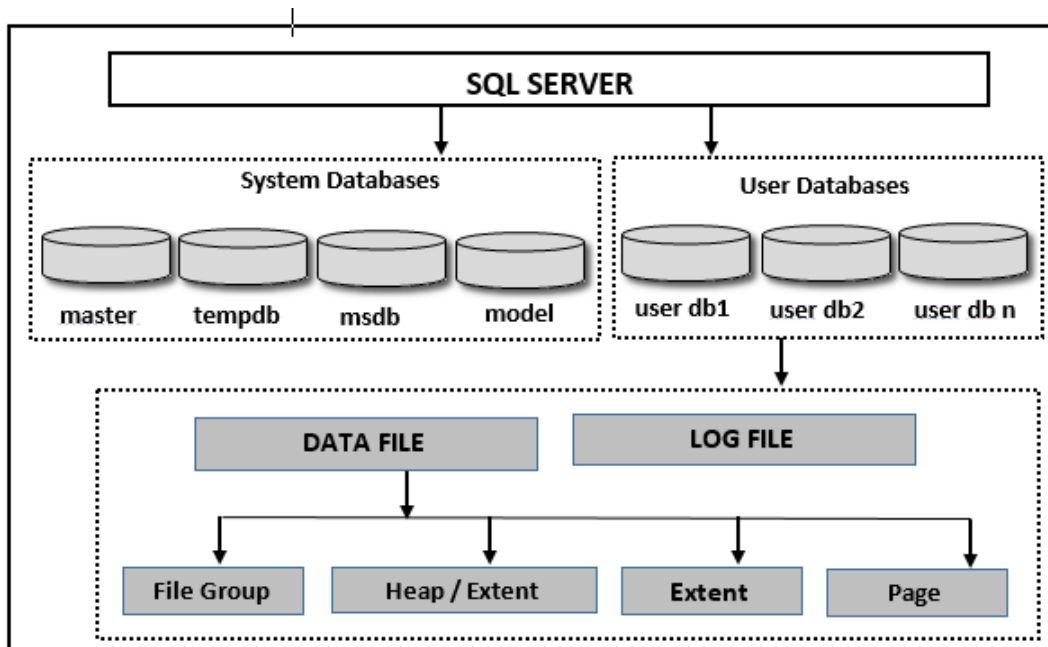 SQL SERVER
System Databases
master
tempdb
msdb
model
User Databases
user db1
user db2
user db n
DATA FILE
LOG FILE
File Group
Heap / Extent
Extent
Page